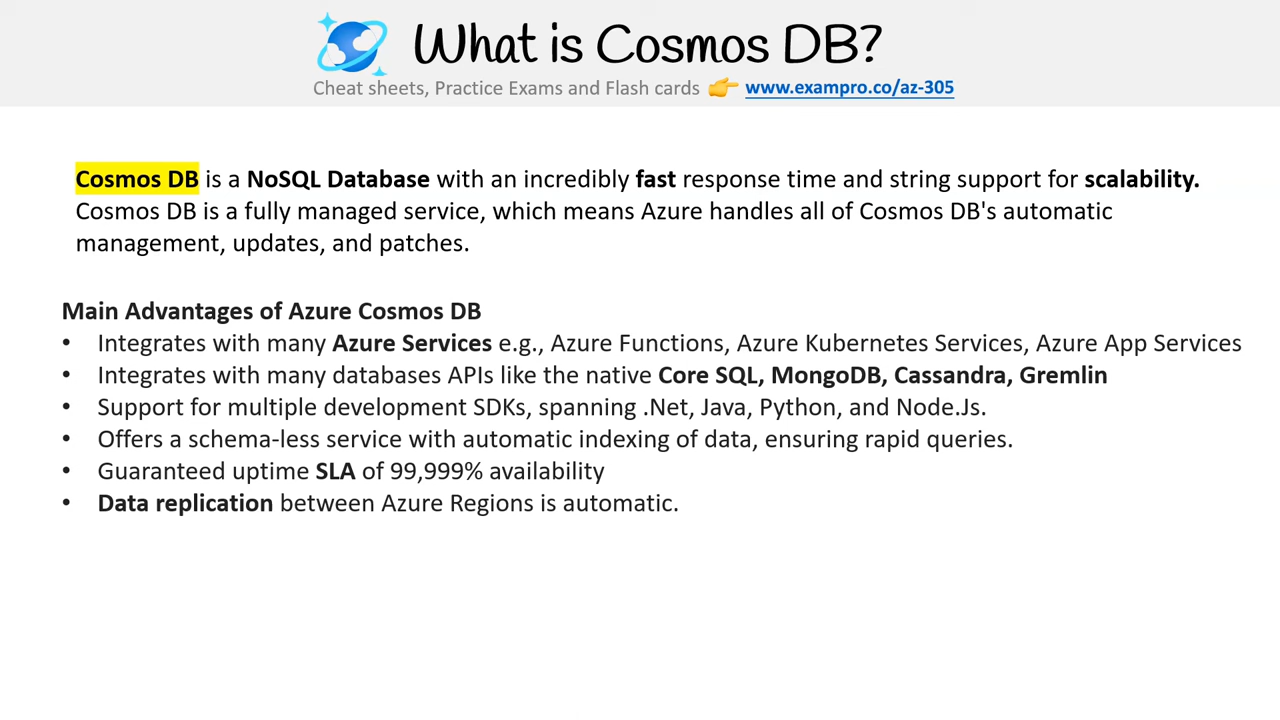 What is Cosmos DB?
Cheat sheets, Practice Exams and Flash cards 👉 www.exampro.co/az-305
Cosmos DB is a NoSQL Database with an incredibly fast response time and string support for scalability.
Cosmos DB is a fully managed service, which means Azure handles all of Cosmos DB's automatic
management, updates, and patches.
Main Advantages of Azure Cosmos DB
• Integrates with many Azure Services e.g., Azure Functions, Azure Kubernetes Services, Azure App Services
• Integrates with many databases APIs like the native Core SQL, MongoDB, Cassandra, Gremlin
• Support for multiple development SDKs, spanning .Net, Java, Python, and Node.Js.
• Offers a schema-less service with automatic indexing of data, ensuring rapid queries.
• Guaranteed uptime SLA of 99,999% availability
• Data replication between Azure Regions is automatic.